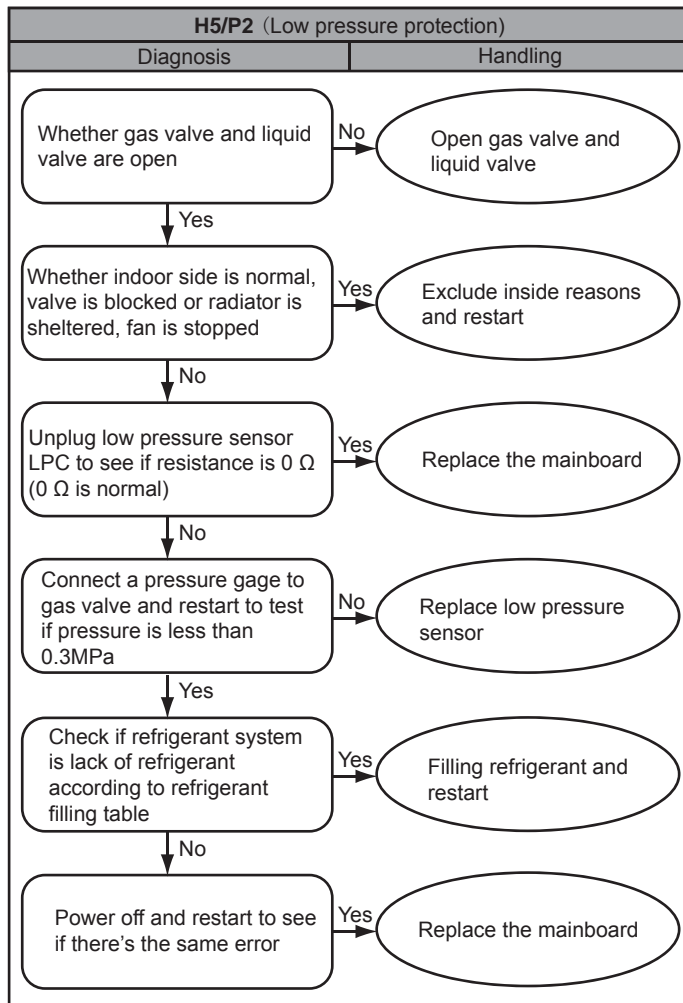 H5/P2（Low pressure protection)
Diagnosis
Handling
Whether gas valve and liquid
valve are open
No
Open gas valve and
liquid valve
Yes
Whether indoor side is normal,
valve is blocked or radiator is
sheltered, fan is stopped
Yes
Exclude inside reasons
and restart
No
Unplug low pressure sensor
LPC to see if resistance is 0 Ω
(0 Ω is normal)
Yes
Replace the mainboard
No
Connect a pressure gage to
gas valve and restart to test
if pressure is less than
0.3MPa
No
Replace low pressure
sensor
Yes
Check if refrigerant system
is lack of refrigerant
according to refrigerant
filling table
Yes
Filling refrigerant and
restart
No
Power off and restart to see
if there's the same error
Yes
Replace the mainboard